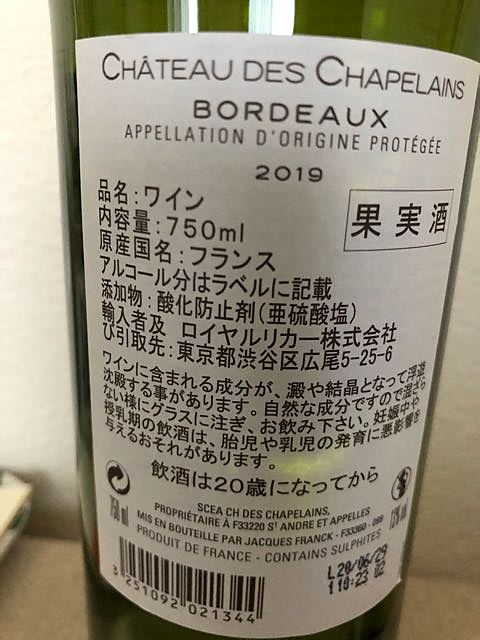 CHÂTEAU DES CHAPELAINS
BORDEAUX
APPELLATION D'ORIGINE PROTÉGÉE
2019
果実酒
品名:ワイン
内容量:750ml
原産国名:フランス
アルコール分はラベルに記載
添加物:酸化防止剤(亜硫酸塩)
輸入者及 ロイヤルリカー株式会社
び引取先:東京都渋谷区広尾5-25-6
ワインに含まれる成分が、澱や結晶となって浮遊
沈殿する事があります。自然な成分ですので混ざら
ない様にグラスに注ぎ、お飲み下さい。妊娠中や
授乳期の飲酒は、胎児や乳児の発育に悪影響を
与えるおそれがあります。
飲酒は20歳になってから
750 ml
SCEA CH DES CHAPELAINS,
PROPRIÉTAIRE À F33220 ST ANDRE ET APPELLES
MIS EN BOUTEILLE PAR JACQUES FRANCK - F33360 -
PRODUCT DE FRANCE - CONTAINS SULPHITES
3 251092 021344
L20/06/29
110:23 02